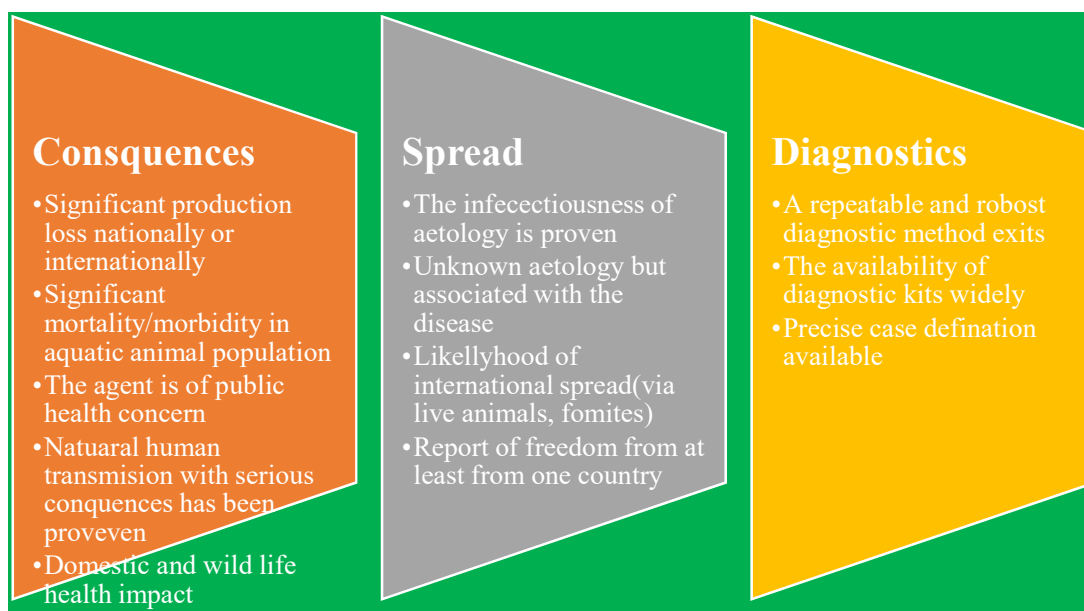 Consquences
•Significant production
loss nationally or
internationally
•Significant
mortality/morbidity in
aquatic animal population
•The agent is of public
health concern
•Natuaral human
transmision with serious
conquences has been
proveven
•Domestic and wild life
health impact
Spread
•The infecectiousness of
aetology is proven
•Unknown aetology but
associated with the
disease
•Likellyhood of
international spread(via
live animals, fomites)
•Report of freedom from at
least from one country
Diagnostics
•A repeatable and robost
diagnostic method exits
•The availability of
diagnostic kits widely
•Precise case defination
available